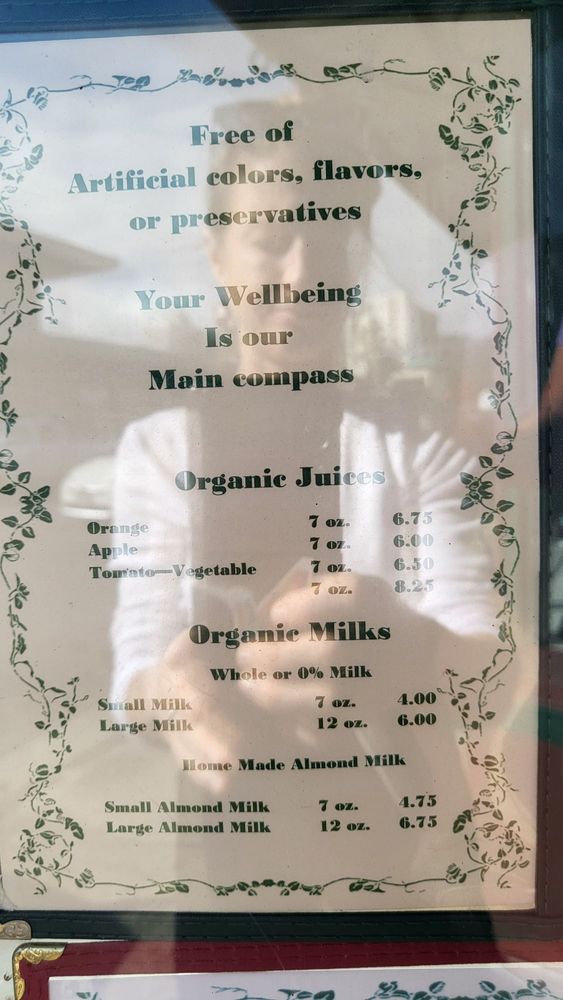 Free of
Artificial colors, flavors,
or preservatives
Your Wellbeing
Is our
Main compass
Organic Juices
Orange 7 oz. 6.75
Apple 7 oz. 6.00
Tomato—Vegetable 7 oz. 6.50
7 oz. 8.25
Organic Milks
Whole or 0% Milk
Small Milk 7 oz. 4.00
Large Milk 12 oz. 6.00
Home Made Almond Milk
Small Almond Milk 7 oz. 4.75
Large Almond Milk 12 oz. 6.75